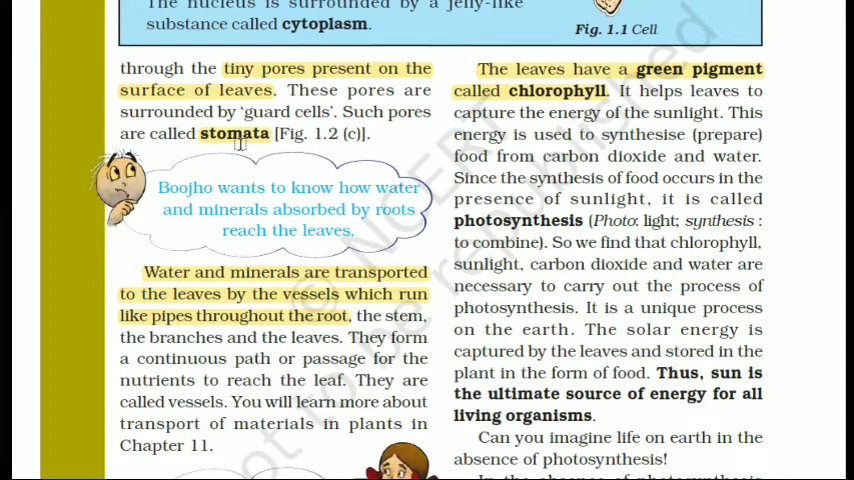 The nucleus is surrounded by a jelly-like
substance called cytoplasm.
Fig. 1.1 Cell
through the tiny pores present on the
surface of leaves. These pores are
surrounded by ‘guard cells’. Such pores
are called stomata [Fig. 1.2 (c)].
Boojho wants to know how water
and minerals absorbed by roots
reach the leaves.
Water and minerals are transported
to the leaves by the vessels which run
like pipes throughout the root, the stem,
the branches and the leaves. They form
a continuous path or passage for the
nutrients to reach the leaf. They are
called vessels. You will learn more about
transport of materials in plants in
Chapter 11.
The leaves have a green pigment
called chlorophyll. It helps leaves to
capture the energy of the sunlight. This
energy is used to synthesise (prepare)
food from carbon dioxide and water.
Since the synthesis of food occurs in the
presence of sunlight, it is called
photosynthesis (Photo: light; synthesis :
to combine). So we find that chlorophyll,
sunlight, carbon dioxide and water are
necessary to carry out the process of
photosynthesis. It is a unique process
on the earth. The solar energy is
captured by the leaves and stored in the
plant in the form of food. Thus, sun is
the ultimate source of energy for all
living organisms.
Can you imagine life on earth in the
absence of photosynthesis!
In the absence of photosynthesis
© NCERT
not to be republished